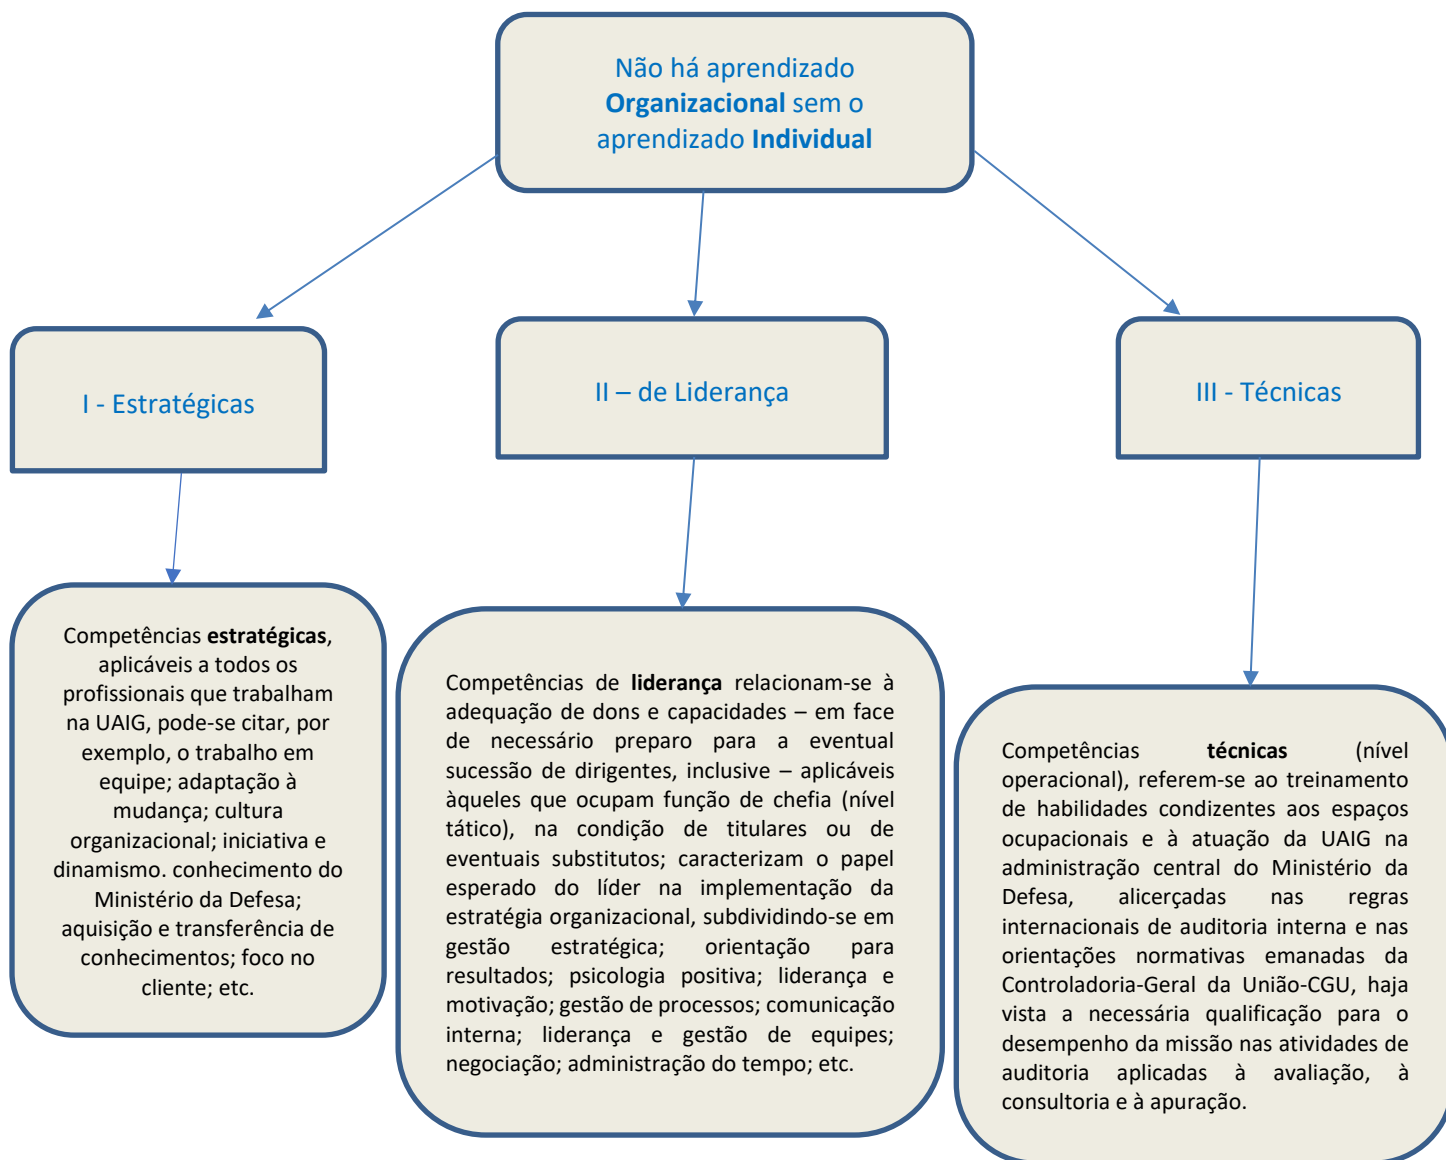 Não há aprendizado
Organizacional sem o
aprendizado Individual
I - Estratégicas
II – de Liderança
III - Técnicas
Competências estratégicas,
aplicáveis a todos os
profissionais que trabalham
na UAIG, pode-se citar, por
exemplo, o trabalho em
equipe; adaptação à
mudança; cultura
organizacional; iniciativa e
dinamismo. conhecimento do
Ministério da Defesa;
aquisição e transferência de
conhecimentos; foco no
cliente; etc.
Competências de liderança relacionam-se à
adequação de dons e capacidades – em face
de necessário preparo para a eventual
sucessão de dirigentes, inclusive – aplicáveis
àqueles que ocupam função de chefia (nível
tático), na condição de titulares ou de
eventuais substitutos; caracterizam o papel
esperado do líder na implementação da
estratégia organizacional, subdividindo-se em
gestão estratégica; orientação para
resultados; psicologia positiva; liderança e
motivação; gestão de processos; comunicação
interna; liderança e gestão de equipes;
negociação; administração do tempo; etc.
Competências técnicas (nível
operacional), referem-se ao treinamento
de habilidades condizentes aos espaços
ocupacionais e à atuação da UAIG na
administração central do Ministério da
Defesa, alicerçadas nas regras
internacionais de auditoria interna e nas
orientações normativas emanadas da
Controladoria-Geral da União-CGU, haja
vista a necessária qualificação para o
desempenho da missão nas atividades de
auditoria aplicadas à avaliação, à
consultoria e à apuração.